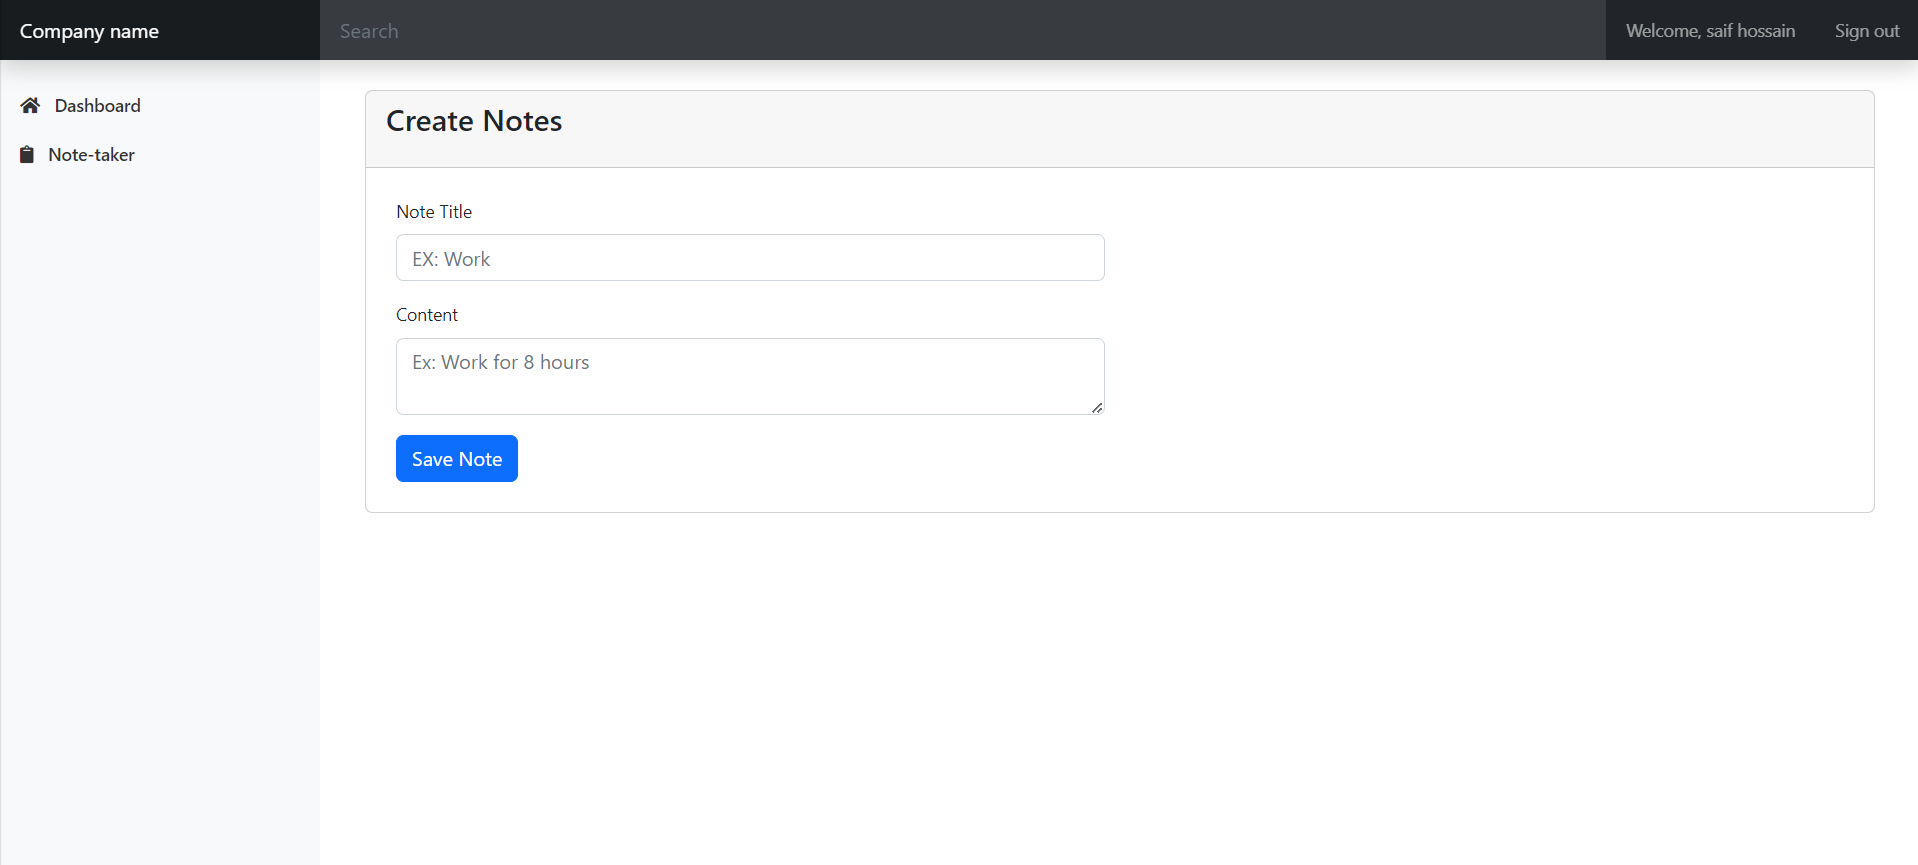 Company name
Search
Welcome, saif hossain
Sign out
Dashboard
Note-taker
Create Notes
Note Title
EX: Work
Content
Ex: Work for 8 hours
Save Note